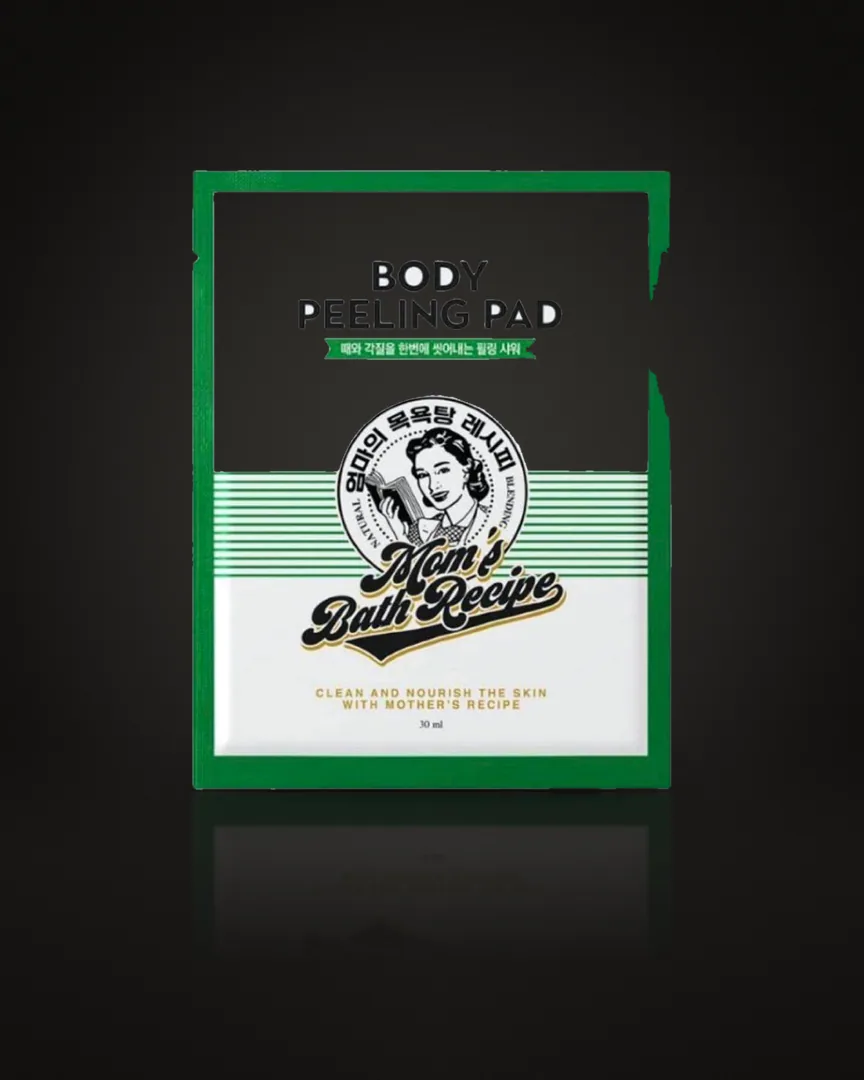 BODY
PEELING PAD
때와 각질을 한번에 씻어내는 필링 샤워
엄마의 목욕탕 레시피
NATURAL BLENDING
Mom's
Bath Recipe
CLEAN AND NOURISH THE SKIN
WITH MOTHER'S RECIPE
30 ml